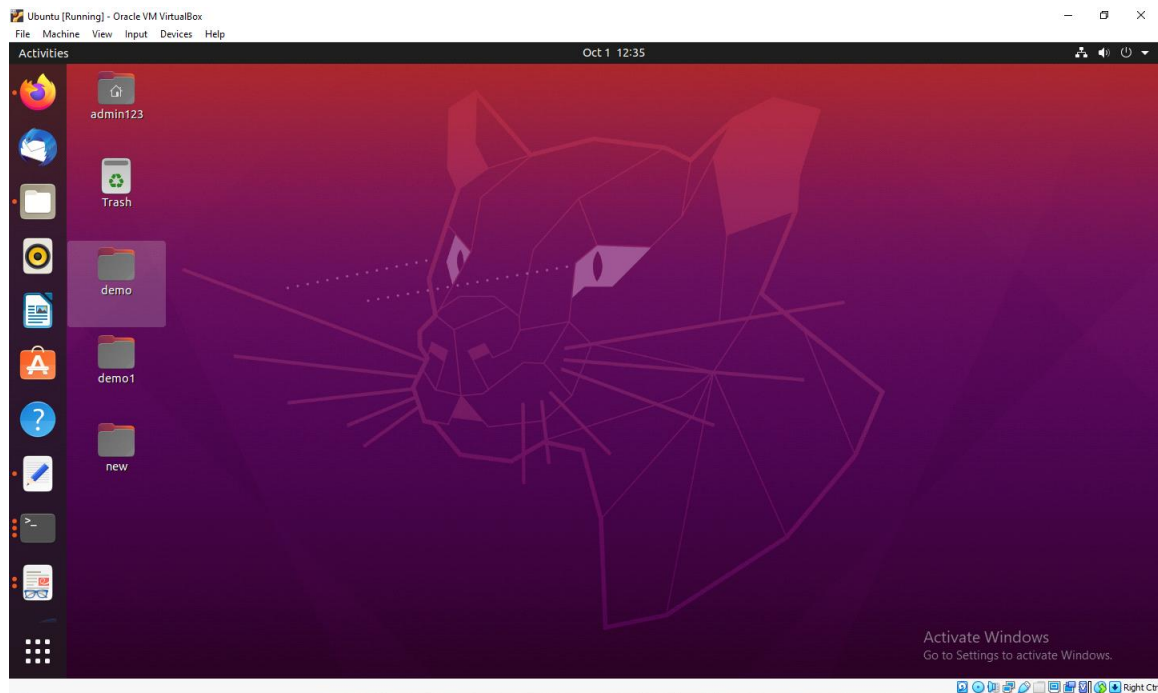 Ubuntu [Running] - Oracle VM VirtualBox
File Machine View Input Devices Help
Activities
Oct 1 12:35
admin123
Trash
demo
demo1
new
Activate Windows
Go to Settings to activate Windows.
Right Ctr